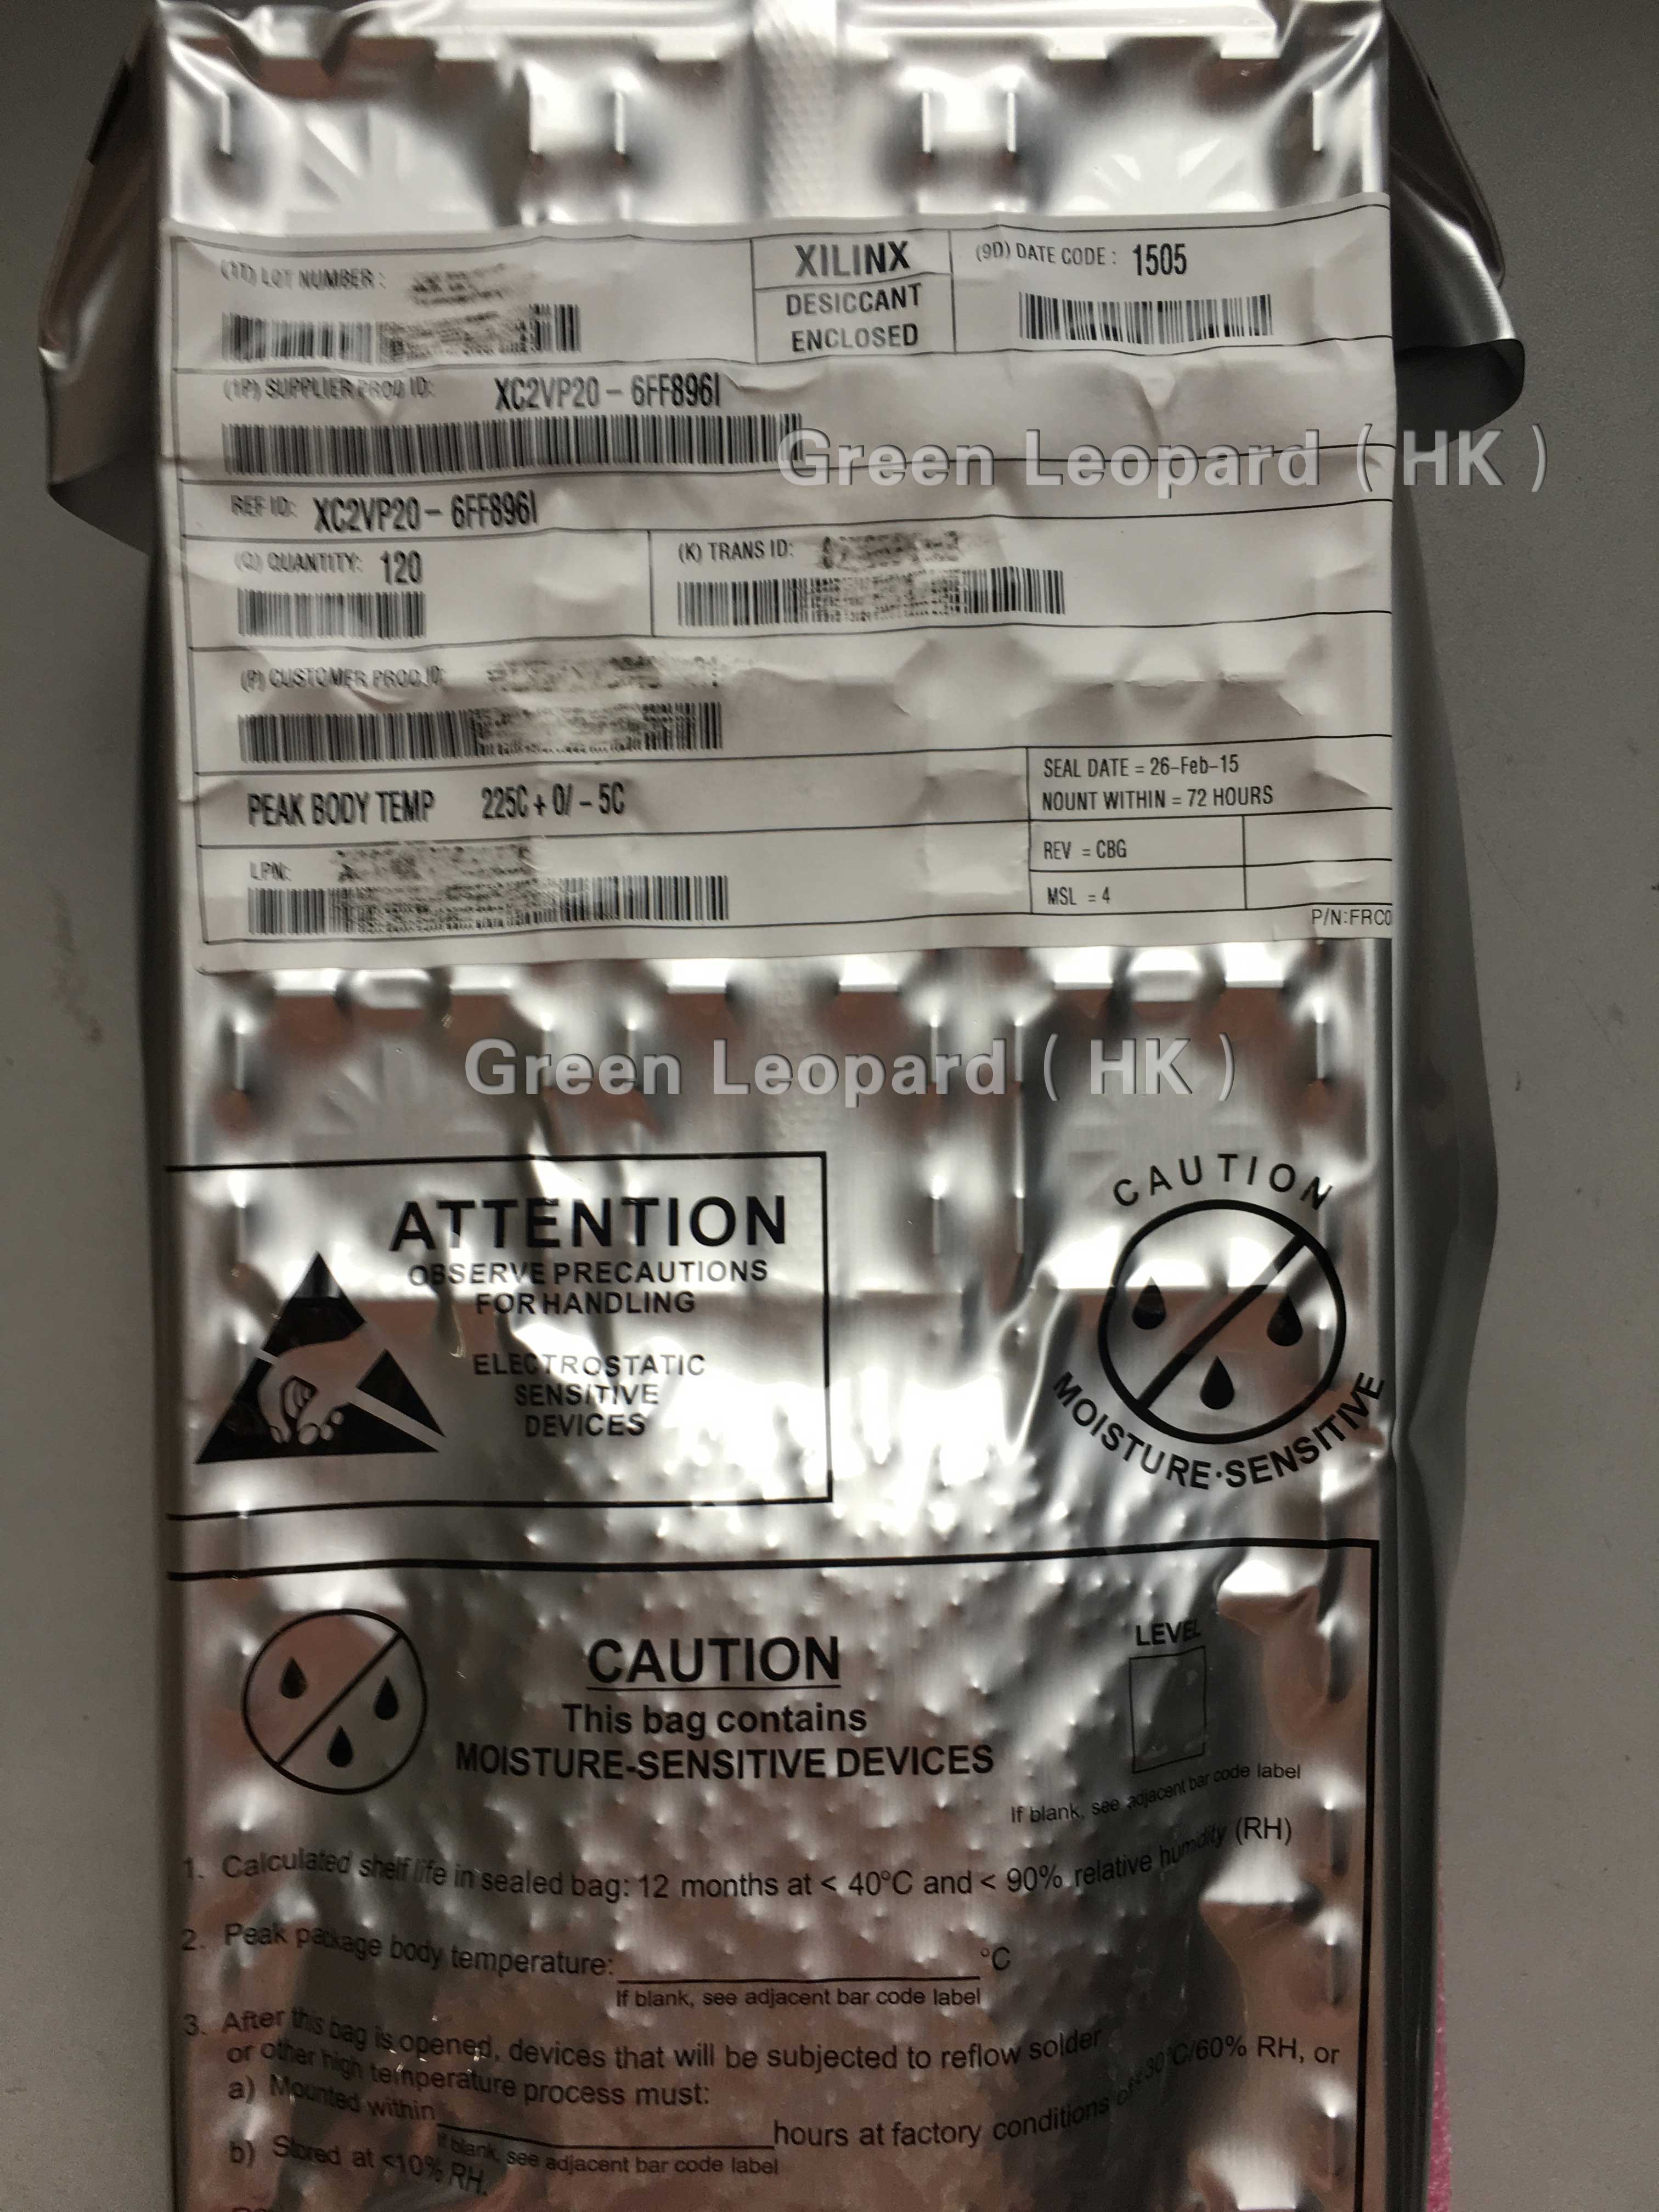 (1T) LOT NUMBER :
XILINX
DESICCANT
ENCLOSED
(9D) DATE CODE : 1505
(1P) SUPPLIER PROD ID: XC2VP20 - 6FF896I
Green Leopard ( HK )
REF ID: XC2VP20 - 6FF896I
(Q) QUANTITY: 120
(K) TRANS ID:
(P) CUSTOMER PROD ID:
PEAK BODY TEMP 225C + 0/ - 5C
SEAL DATE = 26-Feb-15
NOUNT WITHIN = 72 HOURS
REV = CBG
LPN:
MSL = 4
P/N:FRC0
Green Leopard ( HK )
ATTENTION
OBSERVE PRECAUTIONS
FOR HANDLING
ELECTROSTATIC
SENSITIVE
DEVICES
CAUTION
MOISTURE·SENSITIVE
CAUTION
This bag contains
MOISTURE-SENSITIVE DEVICES
LEVEL
If blank, see adjacent bar code label
1. Calculated shelf life in sealed bag: 12 months at < 40°C and < 90% relative humidity (RH)
2. Peak package body temperature: °C
If blank, see adjacent bar code label
3. After this bag is opened, devices that will be subjected to reflow solder
or other high temperature process must:
a) Mounted within hours at factory conditions of <30°C/60% RH, or
If blank, see adjacent bar code label
b) Stored at <10% RH.